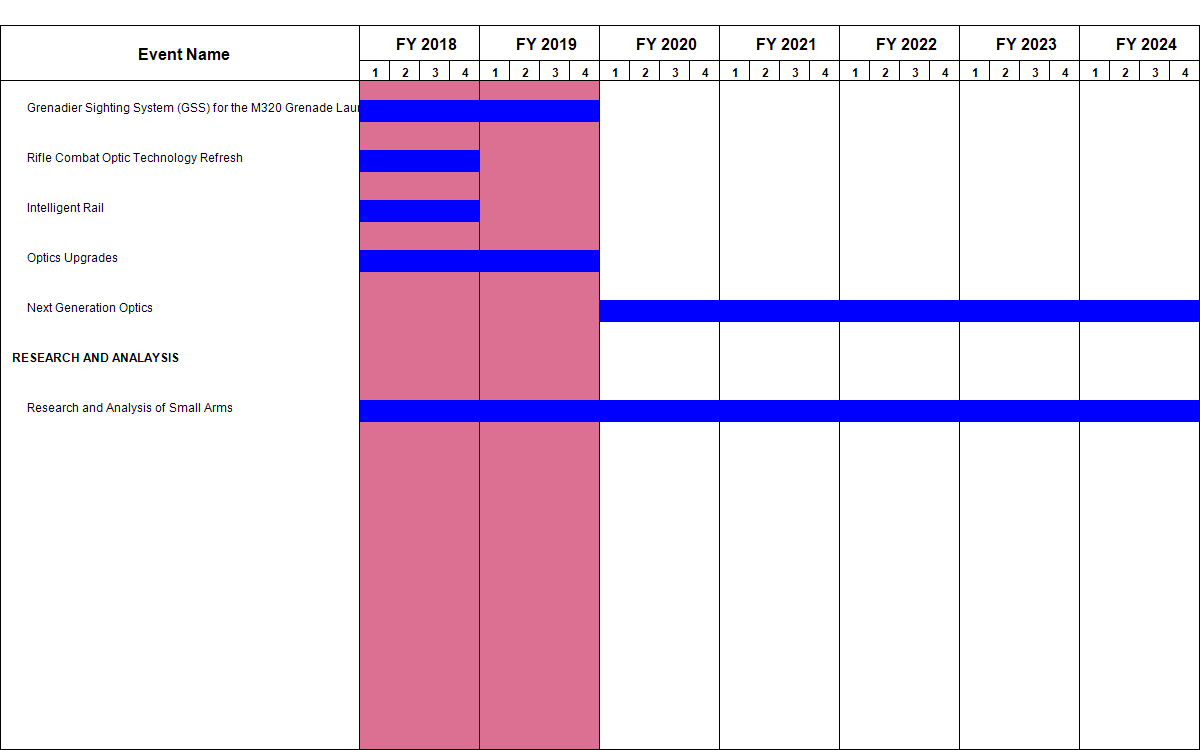 Event Name
FY 2018 FY 2019 FY 2020 FY 2021 FY 2022 FY 2023 FY 2024
1 2 3 4 1 2 3 4 1 2 3 4 1 2 3 4 1 2 3 4 1 2 3 4 1 2 3 4
Grenadier Sighting System (GSS) for the M320 Grenade Lau
Rifle Combat Optic Technology Refresh
Intelligent Rail
Optics Upgrades
Next Generation Optics
RESEARCH AND ANALAYSIS
Research and Analysis of Small Arms